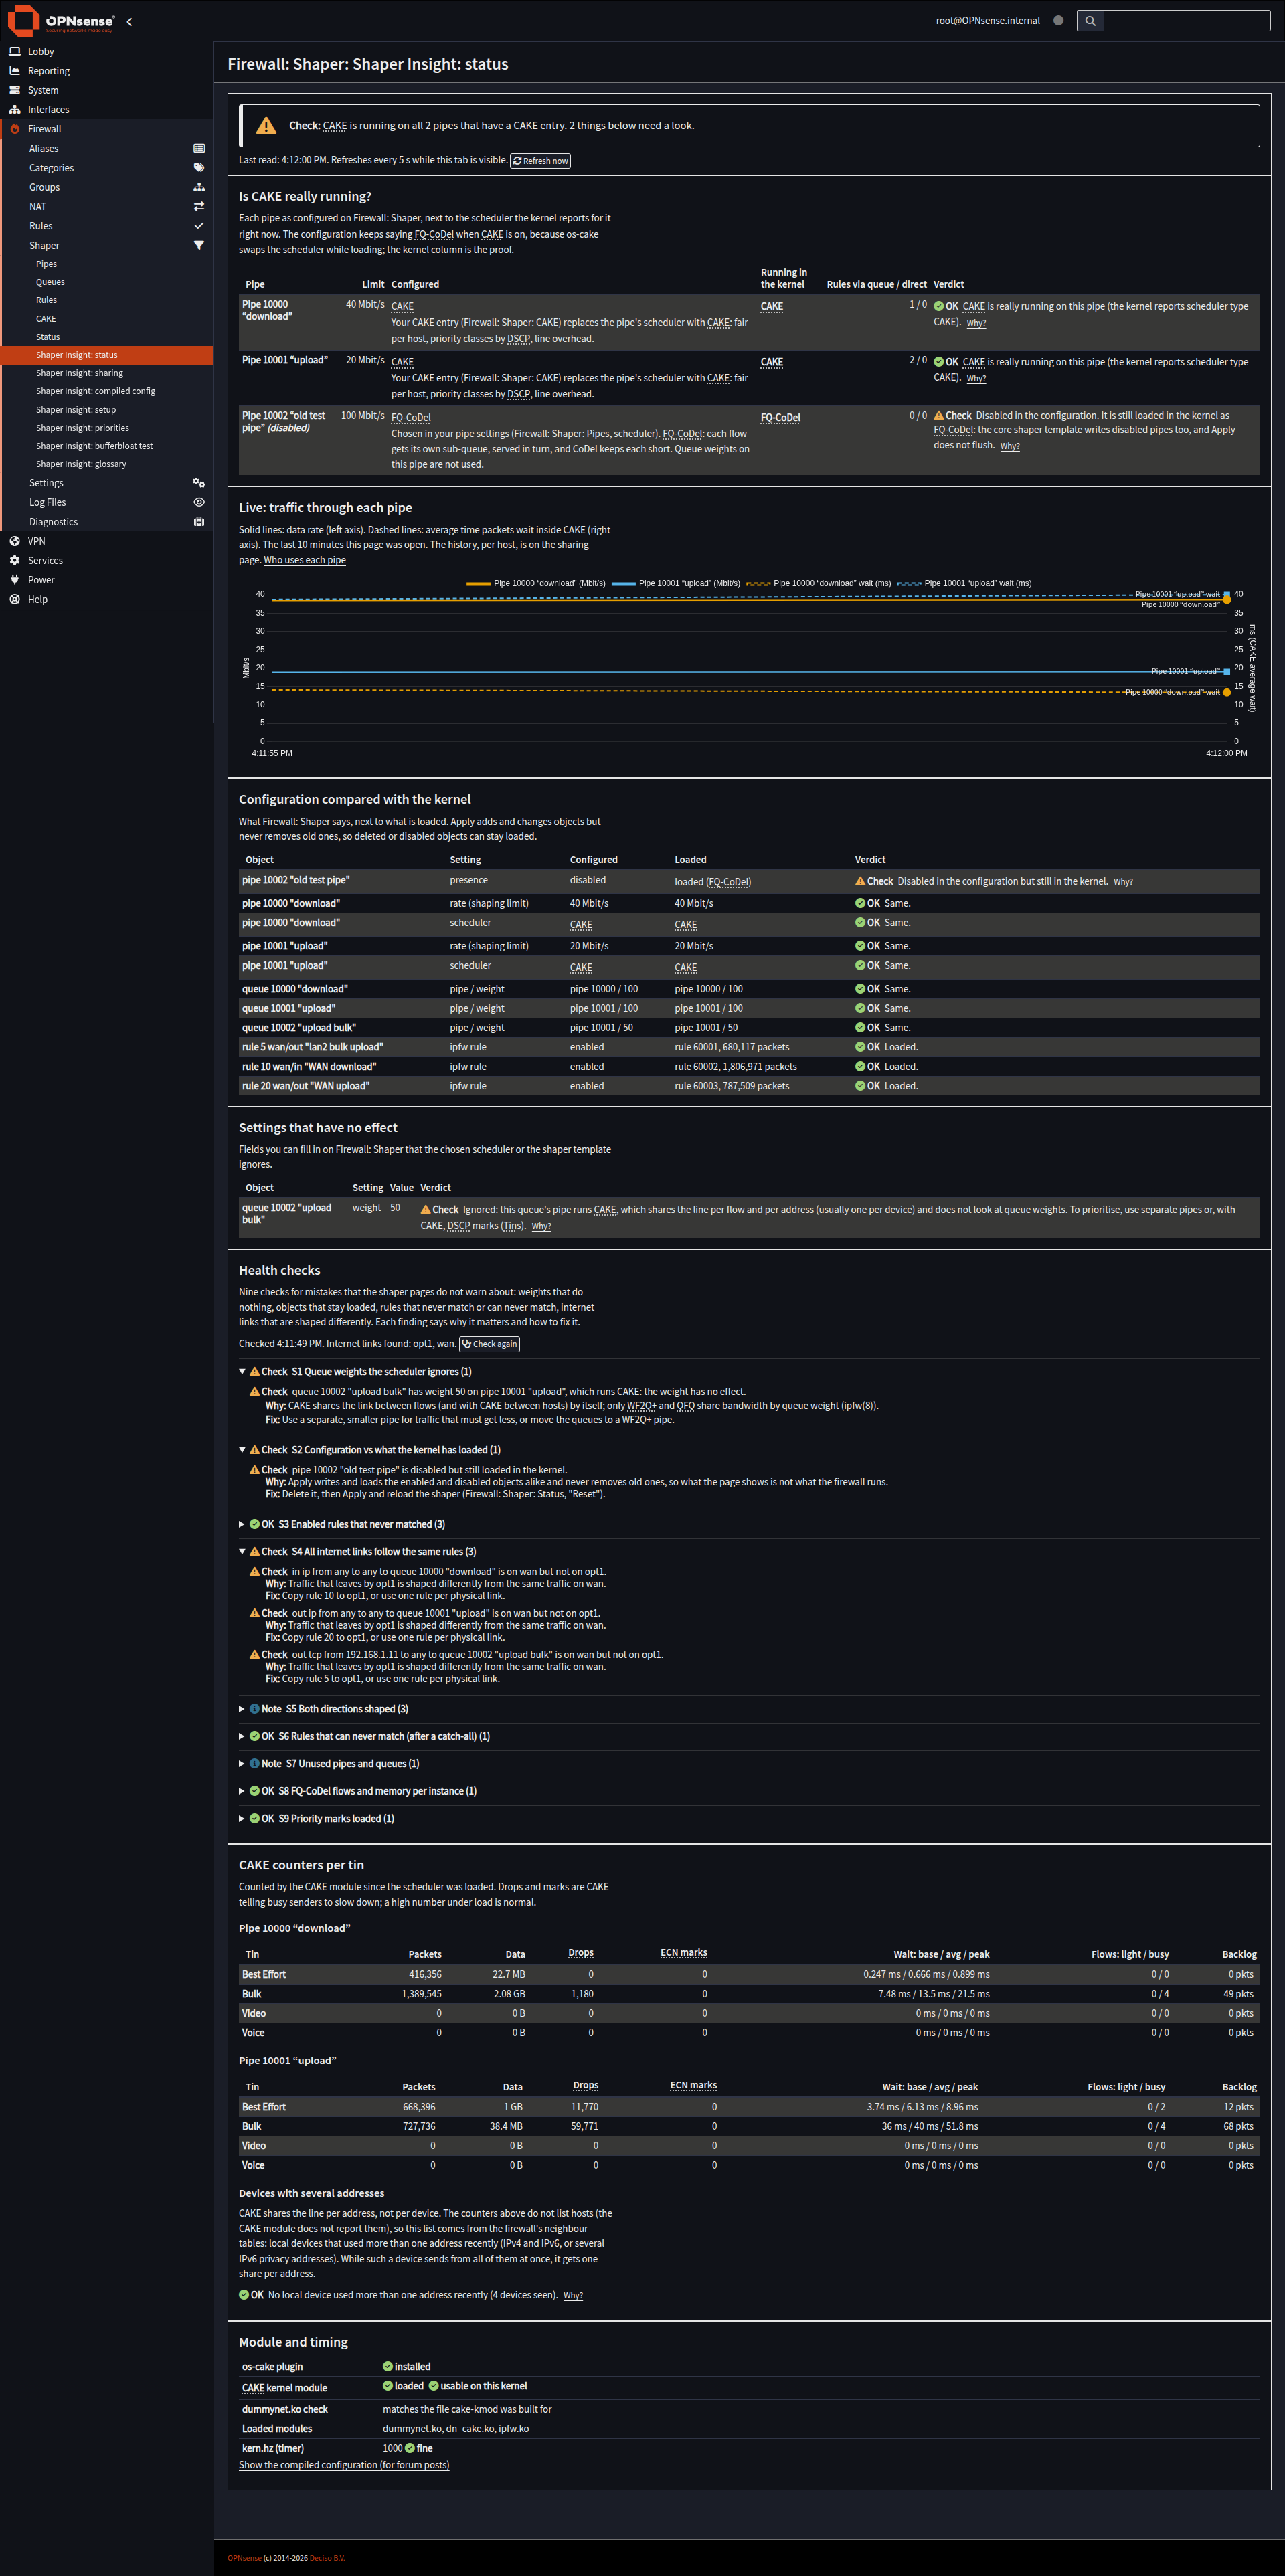 OPNsense®
securing networks made easy
root@OPNsense.internal
Lobby
Reporting
System
Interfaces
Firewall
Aliases
Categories
Groups
NAT
Rules
Shaper
Pipes
Queues
Rules
CAKE
Status
Shaper Insight: status
Shaper Insight: sharing
Shaper Insight: compiled config
Shaper Insight: setup
Shaper Insight: priorities
Shaper Insight: bufferbloat test
Shaper Insight: glossary
Settings
Log Files
Diagnostics
VPN
Services
Power
Help
Firewall: Shaper: Shaper Insight: status
Check: CAKE is running on all 2 pipes that have a CAKE entry. 2 things below need a look.
Last read: 4:12:00 PM. Refreshes every 5 s while this tab is visible. Refresh now
Is CAKE really running?
Each pipe as configured on Firewall: Shaper, next to the scheduler the kernel reports for it
right now. The configuration keeps saying FQ-CoDel when CAKE is on, because os-cake
swaps the scheduler while loading; the kernel column is the proof.
Pipe Limit Configured Running in the kernel Rules via queue / direct Verdict
Pipe 10000 “download” 40 Mbit/s CAKE CAKE 1 / 0 OK CAKE is really running on this pipe (the kernel reports scheduler type CAKE). Why?
Your CAKE entry (Firewall: Shaper: CAKE) replaces the pipe's scheduler with CAKE: fair
per host, priority classes by DSCP, line overhead.
Pipe 10001 “upload” 20 Mbit/s CAKE CAKE 2 / 0 OK CAKE is really running on this pipe (the kernel reports scheduler type CAKE). Why?
Your CAKE entry (Firewall: Shaper: CAKE) replaces the pipe's scheduler with CAKE: fair
per host, priority classes by DSCP, line overhead.
Pipe 10002 “old test pipe” (disabled) 100 Mbit/s FQ-CoDel FQ-CoDel 0 / 0 Check Disabled in the configuration. It is still loaded in the kernel as FQ-CoDel: the core shaper template writes disabled pipes too, and Apply does not flush. Why?
Chosen in your pipe settings (Firewall: Shaper: Pipes, scheduler). FQ-CoDel: each flow
gets its own sub-queue, served in turn, and CoDel keeps each short. Queue weights on
this pipe are not used.
Live: traffic through each pipe
Solid lines: data rate (left axis). Dashed lines: average time packets wait inside CAKE (right
axis). The last 10 minutes this page was open. The history, per host, is on the sharing
page. Who uses each pipe
Pipe 10000 “download” (Mbit/s) Pipe 10001 “upload” (Mbit/s) Pipe 10000 “download” wait (ms) Pipe 10001 “upload” wait (ms)
40 Pipe 10001 “upload” wait 40
Pipe 10000 “download”
35 35
30 30
25 25
20 Pipe 10001 “upload” 20
15 15
Pipe 10000 “download” wait
10 10
5 5
0 0
Mbit/s
ms (CAKE average wait)
4:11:55 PM 4:12:00 PM
Configuration compared with the kernel
What Firewall: Shaper says, next to what is loaded. Apply adds and changes objects but
never removes old ones, so deleted or disabled objects can stay loaded.
Object Setting Configured Loaded Verdict
pipe 10002 "old test pipe" presence disabled loaded (FQ-CoDel) Check Disabled in the configuration but still in the kernel. Why?
pipe 10000 "download" rate (shaping limit) 40 Mbit/s 40 Mbit/s OK Same.
pipe 10000 "download" scheduler CAKE CAKE OK Same.
pipe 10001 "upload" rate (shaping limit) 20 Mbit/s 20 Mbit/s OK Same.
pipe 10001 "upload" scheduler CAKE CAKE OK Same.
queue 10000 "download" pipe / weight pipe 10000 / 100 pipe 10000 / 100 OK Same.
queue 10001 "upload" pipe / weight pipe 10001 / 100 pipe 10001 / 100 OK Same.
queue 10002 "upload bulk" pipe / weight pipe 10001 / 50 pipe 10001 / 50 OK Same.
rule 5 wan/out "lan2 bulk upload" ipfw rule enabled rule 60001, 680,117 packets OK Loaded.
rule 10 wan/in "WAN download" ipfw rule enabled rule 60002, 1,806,971 packets OK Loaded.
rule 20 wan/out "WAN upload" ipfw rule enabled rule 60003, 787,509 packets OK Loaded.
Settings that have no effect
Fields you can fill in on Firewall: Shaper that the chosen scheduler or the shaper template
ignores.
Object Setting Value Verdict
queue 10002 "upload bulk" weight 50 Check Ignored: this queue's pipe runs CAKE, which shares the line per flow and per address (usually one per device) and does not look at queue weights. To prioritise, use separate pipes or, with
CAKE, DSCP marks (Tins). Why?
Health checks
Nine checks for mistakes that the shaper pages do not warn about: weights that do
nothing, objects that stay loaded, rules that never match or can never match, internet
links that are shaped differently. Each finding says why it matters and how to fix it.
Checked 4:11:49 PM. Internet links found: opt1, wan. Check again
Check S1 Queue weights the scheduler ignores (1)
Check queue 10002 "upload bulk" has weight 50 on pipe 10001 "upload", which runs CAKE: the weight has no effect.
Why: CAKE shares the link between flows (and with CAKE between hosts) by itself; only WF2Q+ and QFQ share bandwidth by queue weight (ipfw(8)).
Fix: Use a separate, smaller pipe for traffic that must get less, or move the queues to a WF2Q+ pipe.
Check S2 Configuration vs what the kernel has loaded (1)
Check pipe 10002 "old test pipe" is disabled but still loaded in the kernel.
Why: Apply writes and loads the enabled and disabled objects alike and never removes old ones, so what the page shows is not what the firewall runs.
Fix: Delete it, then Apply and reload the shaper (Firewall: Shaper: Status, "Reset").
OK S3 Enabled rules that never matched (3)
Check S4 All internet links follow the same rules (3)
Check in ip from any to any to queue 10000 "download" is on wan but not on opt1.
Why: Traffic that leaves by opt1 is shaped differently from the same traffic on wan.
Fix: Copy rule 10 to opt1, or use one rule per physical link.
Check out ip from any to any to queue 10001 "upload" is on wan but not on opt1.
Why: Traffic that leaves by opt1 is shaped differently from the same traffic on wan.
Fix: Copy rule 20 to opt1, or use one rule per physical link.
Check out tcp from 192.168.1.11 to any to queue 10002 "upload bulk" is on wan but not on opt1.
Why: Traffic that leaves by opt1 is shaped differently from the same traffic on wan.
Fix: Copy rule 5 to opt1, or use one rule per physical link.
Note S5 Both directions shaped (3)
OK S6 Rules that can never match (after a catch-all) (1)
Note S7 Unused pipes and queues (1)
OK S8 FQ-CoDel flows and memory per instance (1)
OK S9 Priority marks loaded (1)
CAKE counters per tin
Counted by the CAKE module since the scheduler was loaded. Drops and marks are CAKE
telling busy senders to slow down; a high number under load is normal.
Pipe 10000 “download”
Tin Packets Data Drops ECN marks Wait: base / avg / peak Flows: light / busy Backlog
Best Effort 416,356 22.7 MB 0 0 0.247 ms / 0.666 ms / 0.899 ms 0 / 0 0 pkts
Bulk 1,389,545 2.08 GB 1,180 0 7.48 ms / 13.5 ms / 21.5 ms 0 / 4 49 pkts
Video 0 0 B 0 0 0 ms / 0 ms / 0 ms 0 / 0 0 pkts
Voice 0 0 B 0 0 0 ms / 0 ms / 0 ms 0 / 0 0 pkts
Pipe 10001 “upload”
Tin Packets Data Drops ECN marks Wait: base / avg / peak Flows: light / busy Backlog
Best Effort 668,396 1 GB 11,770 0 3.74 ms / 6.13 ms / 8.96 ms 0 / 2 12 pkts
Bulk 727,736 38.4 MB 59,771 0 36 ms / 40 ms / 51.8 ms 0 / 4 68 pkts
Video 0 0 B 0 0 0 ms / 0 ms / 0 ms 0 / 0 0 pkts
Voice 0 0 B 0 0 0 ms / 0 ms / 0 ms 0 / 0 0 pkts
Devices with several addresses
CAKE shares the line per address, not per device. The counters above do not list hosts (the
CAKE module does not report them), so this list comes from the firewall's neighbour
tables: local devices that used more than one address recently (IPv4 and IPv6, or several
IPv6 privacy addresses). While such a device sends from all of them at once, it gets one
share per address.
OK No local device used more than one address recently (4 devices seen). Why?
Module and timing
os-cake plugin installed
CAKE kernel module loaded usable on this kernel
dummynet.ko check matches the file cake-kmod was built for
Loaded modules dummynet.ko, dn_cake.ko, ipfw.ko
kern.hz (timer) 1000 fine
Show the compiled configuration (for forum posts)
OPNsense (c) 2014-2026 Deciso B.V.